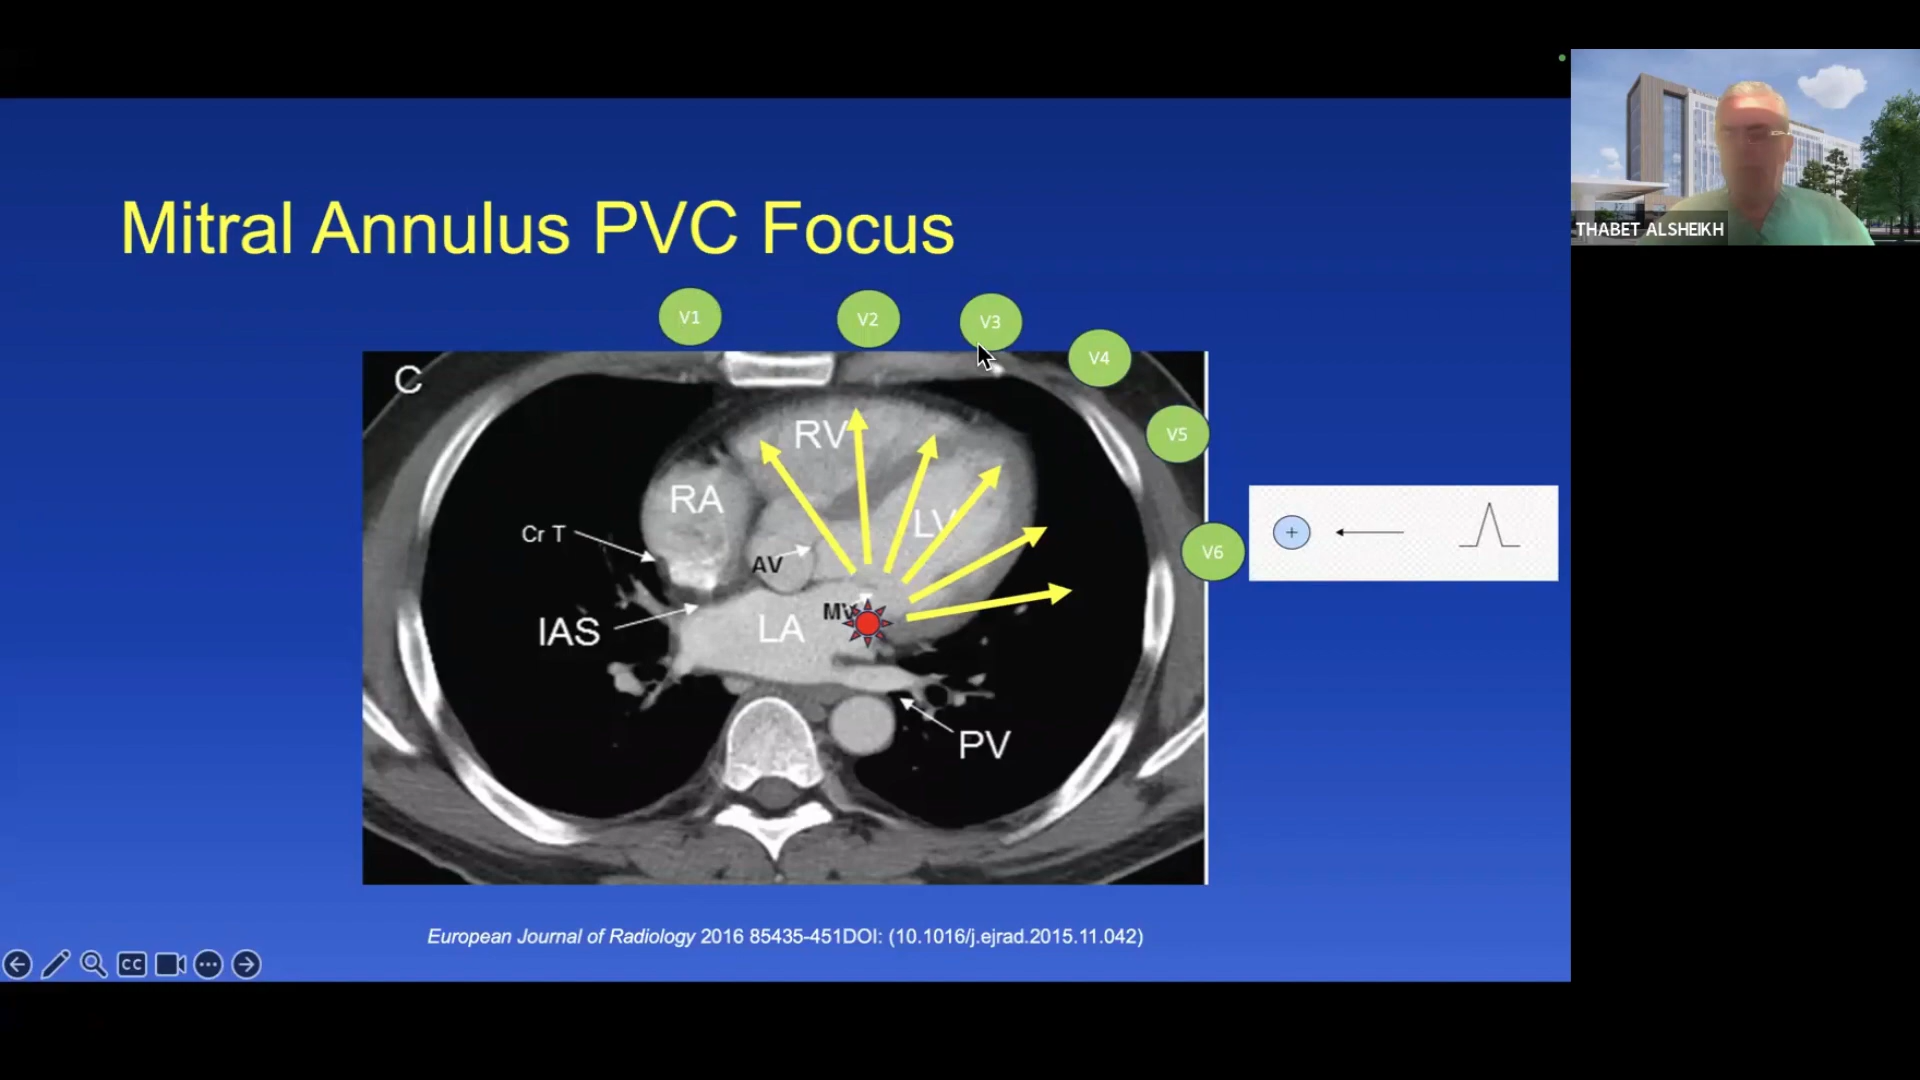 THABET ALSHEIKH
Mitral Annulus PVC Focus
V1
V2
V3
V4
V5
V6
C
RV
RA
LV
Cr T
AV
MV
IAS
LA
PV
+
European Journal of Radiology 2016 85435-451DOI: (10.1016/j.ejrad.2015.11.042)
CC